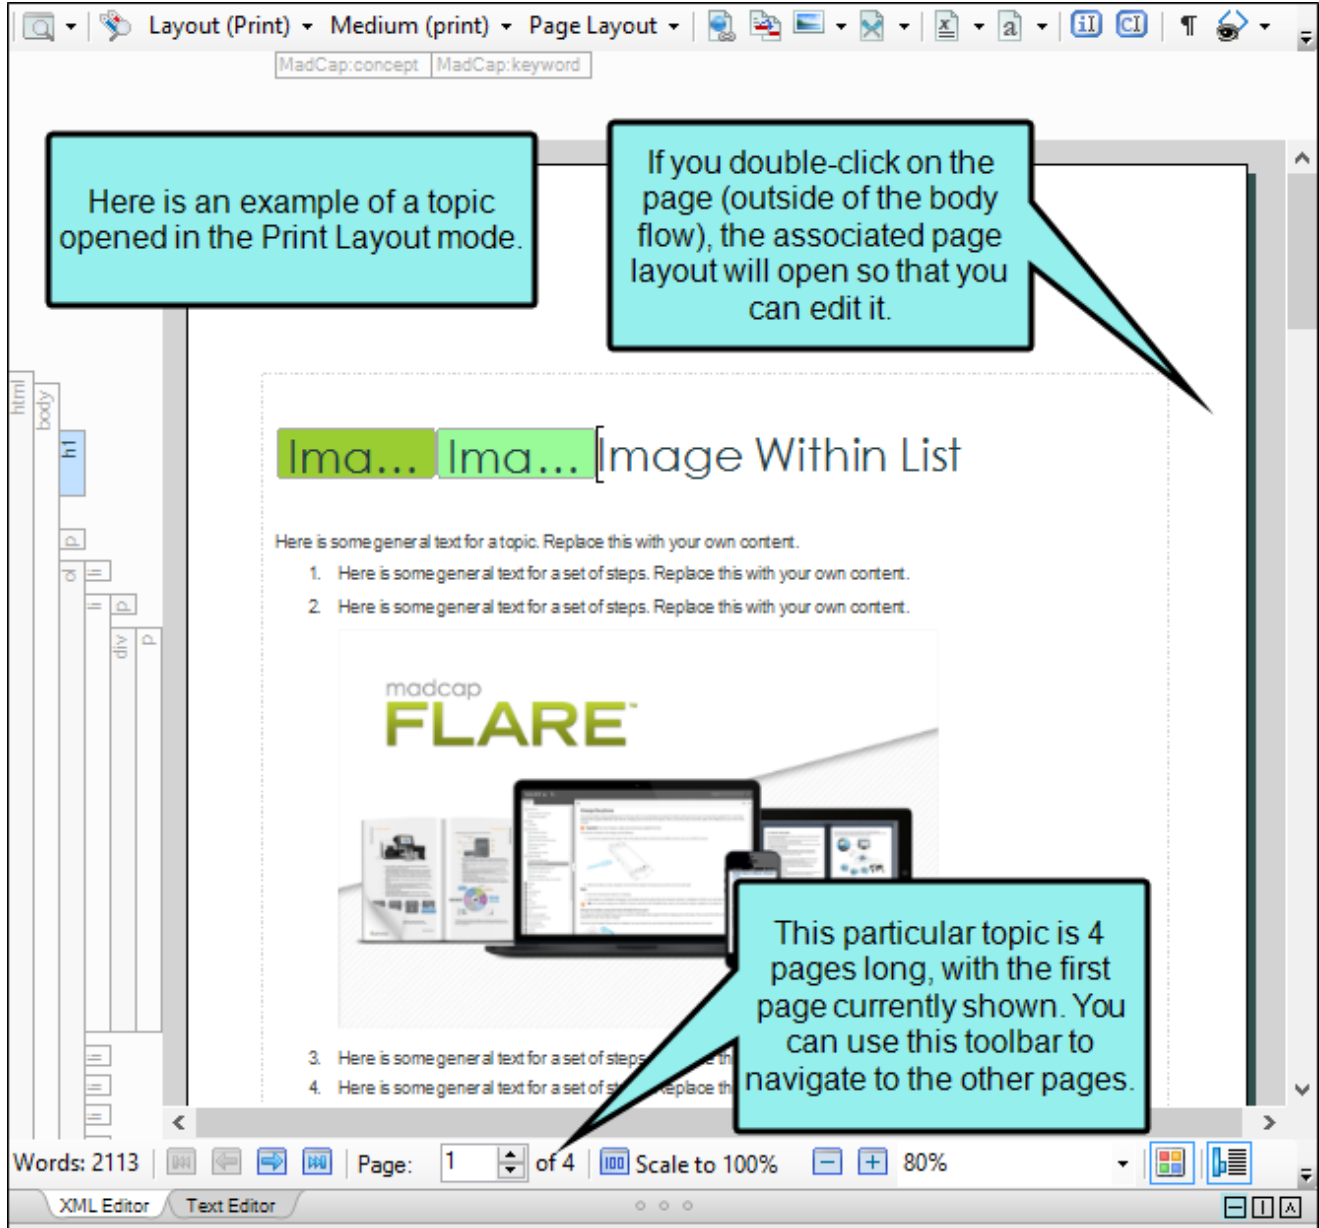 Layout (Print) Medium (print) Page Layout
MadCap:concept MadCap:keyword
Here is an example of a topic
opened in the Print Layout mode.
If you double-click on the
page (outside of the body
flow), the associated page
layout will open so that you
can edit it.
html
body
h1
Ima... Ima... Image Within List
p
Here is some general text for a topic. Replace this with your own content.
ol
li
1. Here is some general text for a set of steps. Replace this with your own content.
li
p
2. Here is some general text for a set of steps. Replace this with your own content.
div
p
madcap
FLARE™
This particular topic is 4
pages long, with the first
page currently shown. You
can use this toolbar to
navigate to the other pages.
li
3. Here is some general text for a set of steps.
li
4. Here is some general text for a set of
li
Words: 2113 Page: 1 of 4 Scale to 100% 80%
XML Editor Text Editor